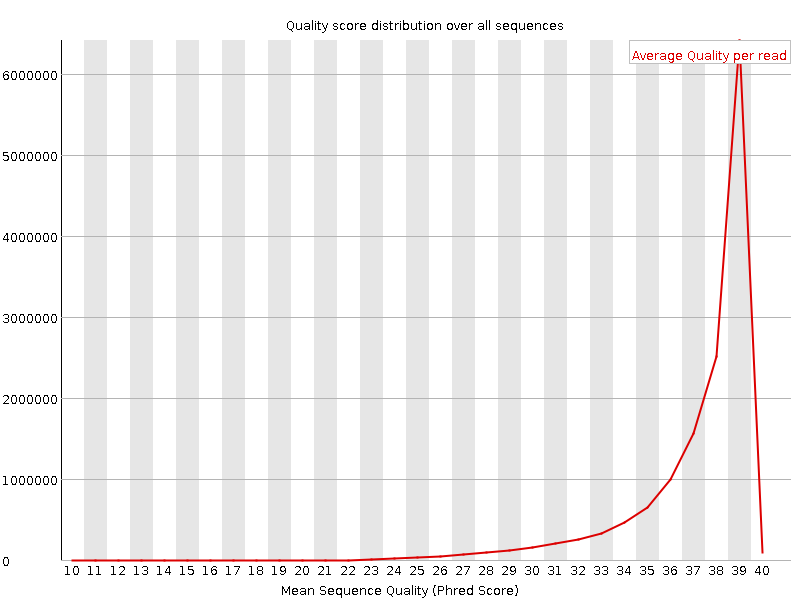 Quality score distribution over all sequences
Average Quality per read
6000000
5000000
4000000
3000000
2000000
1000000
0
10 11 12 13 14 15 16 17 18 19 20 21 22 23 24 25 26 27 28 29 30 31 32 33 34 35 36 37 38 39 40
Mean Sequence Quality (Phred Score)